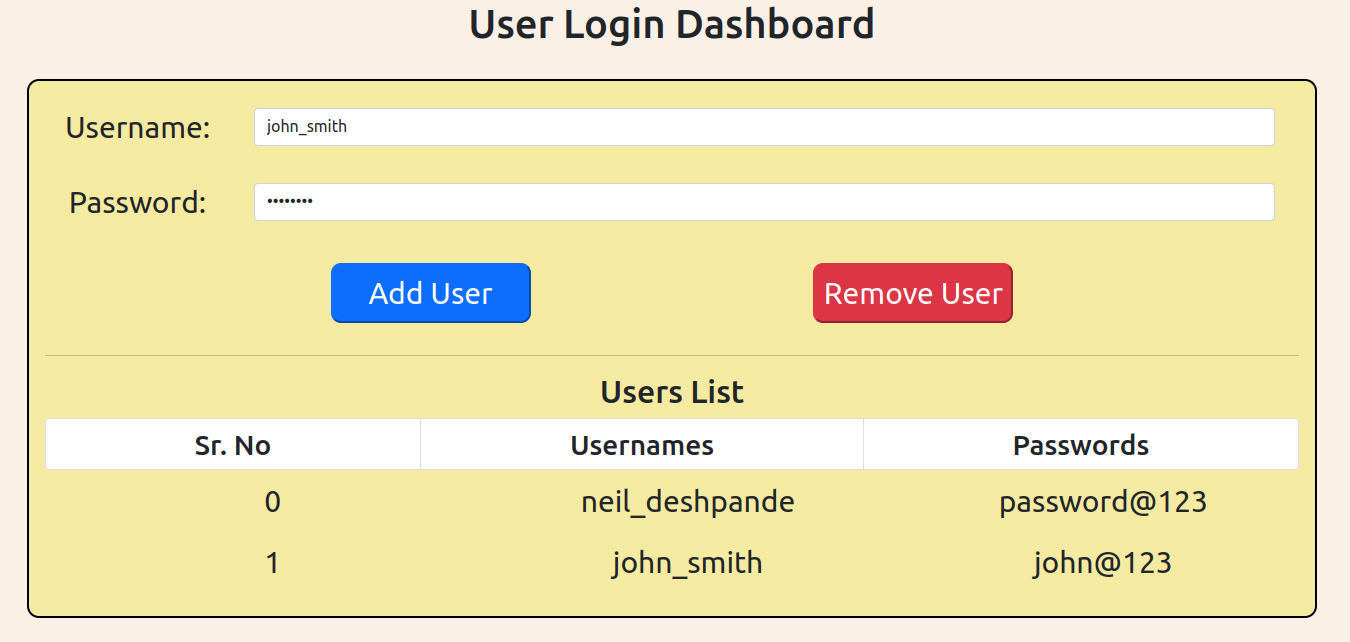 User Login Dashboard
Username: john_smith
Password: ••••••••
Add User Remove User
Users List
Sr. No Usernames Passwords
0 neil_deshpande password@123
1 john_smith john@123